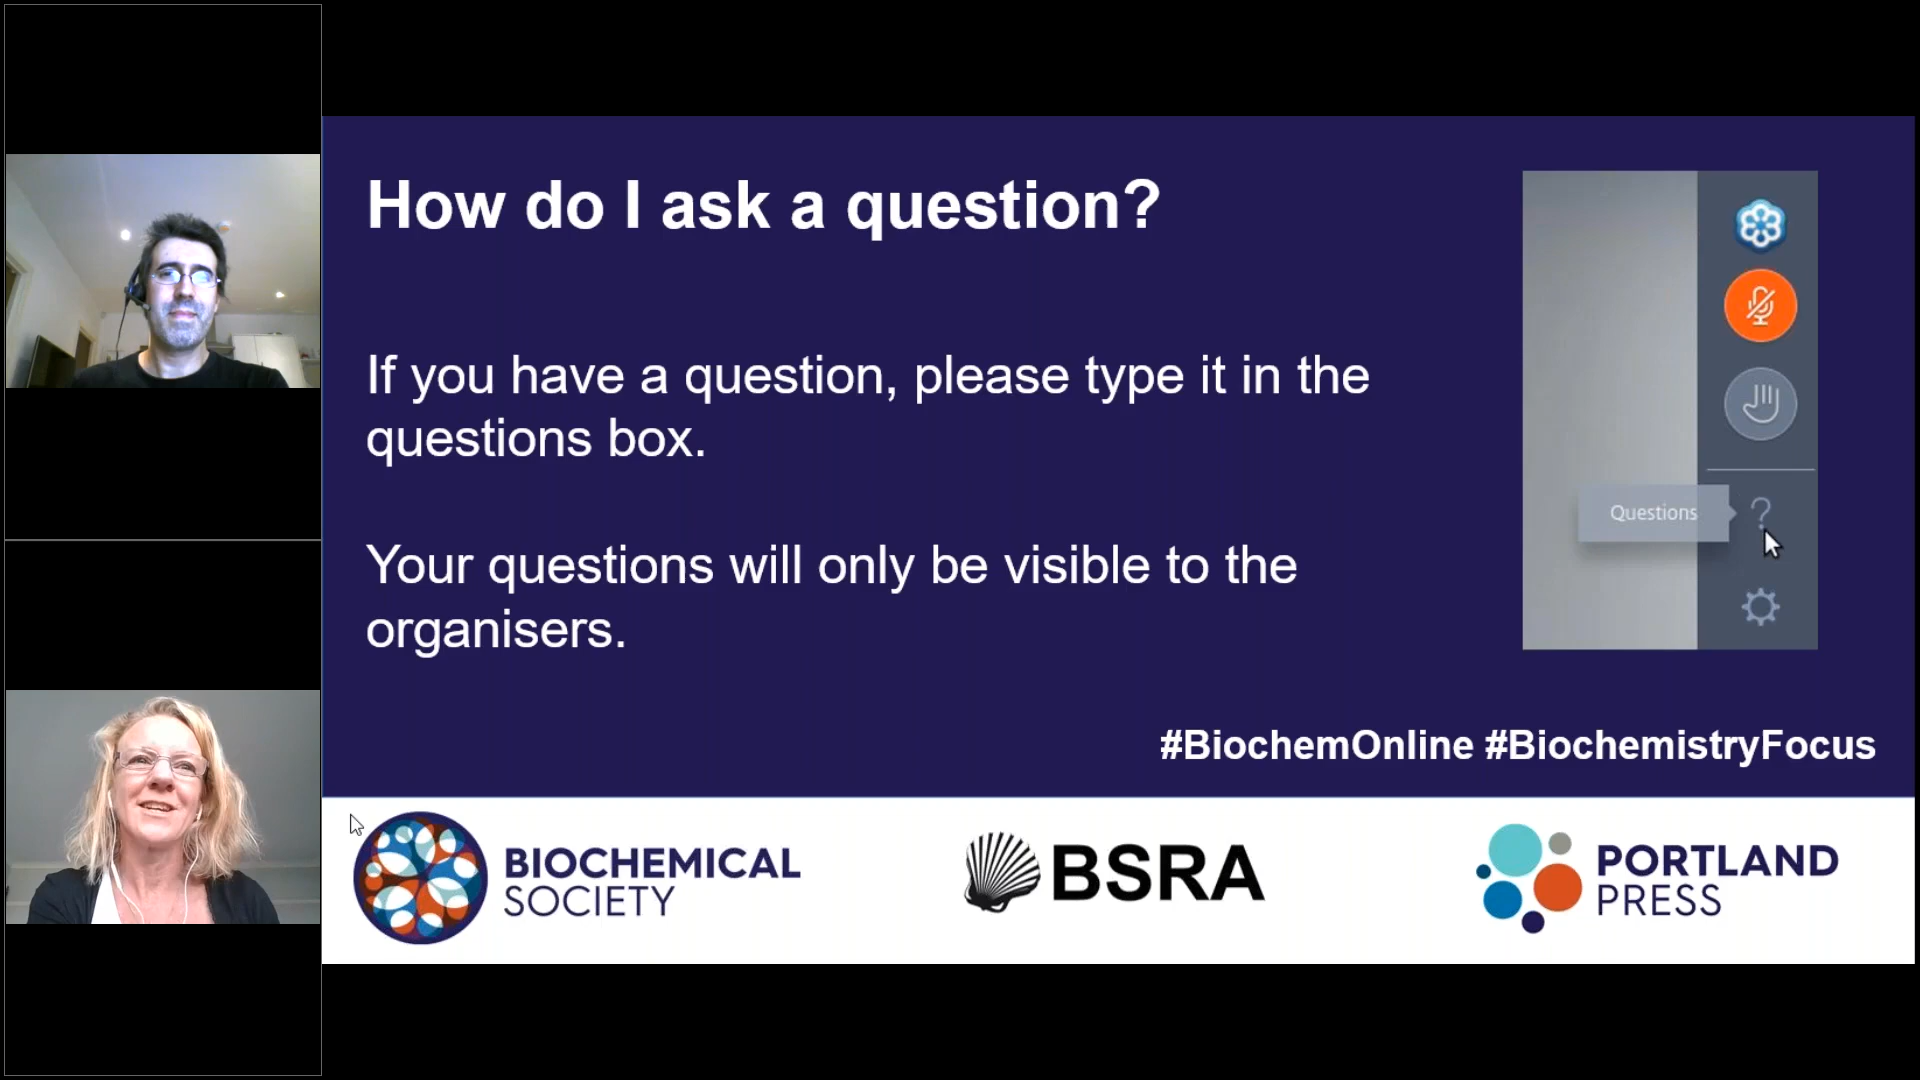 How do I ask a question?
If you have a question, please type it in the
questions box.
Your questions will only be visible to the
organisers.
Questions
?
#BiochemOnline #BiochemistryFocus
BIOCHEMICAL
SOCIETY
BSRA
PORTLAND
PRESS